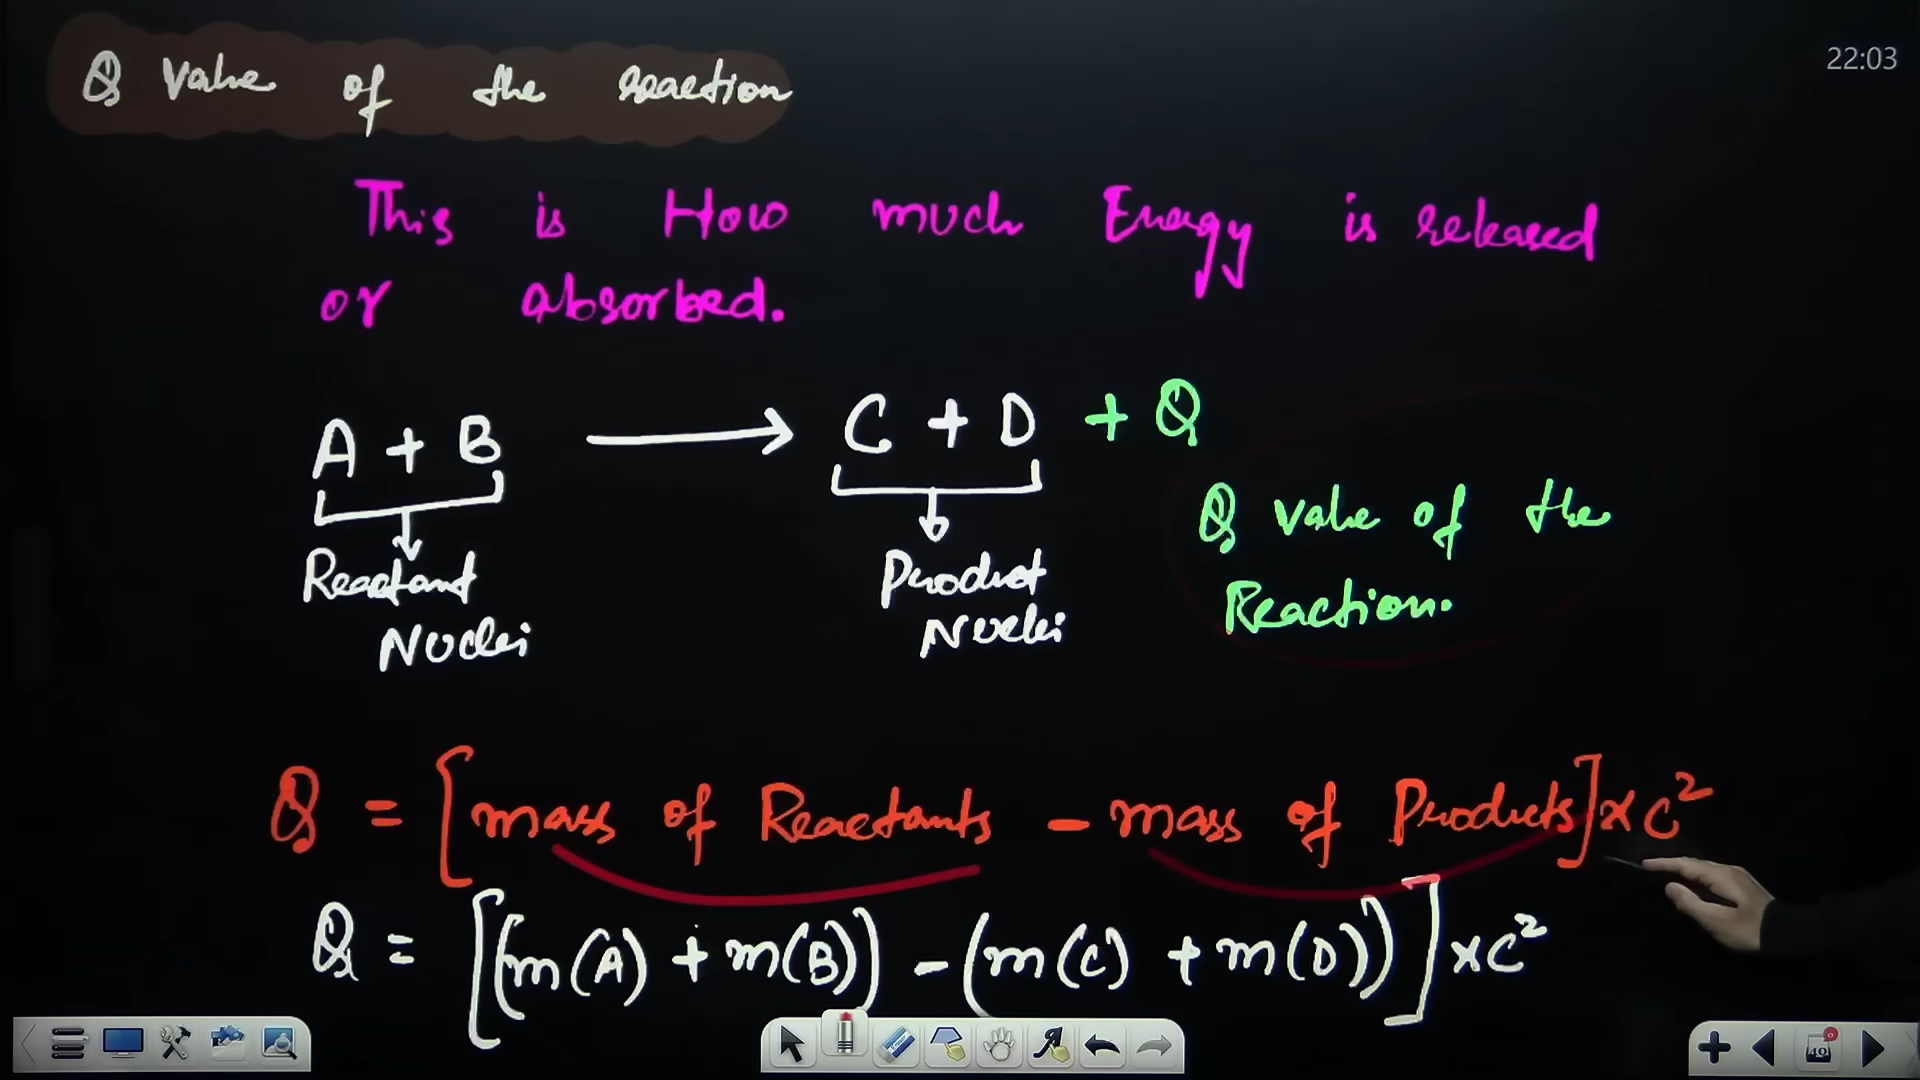 Q Value of the reaction
22:03
This is How much Energy is released
or absorbed.
A + B ⟶ C + D + Q
Reactant Nuclei
Product Nuclei
Q value of the
Reaction.
Q = [mass of Reactants - mass of Products] x c²
Q = [(m(A) + m(B)) - (m(C) + m(D))] x c²
49